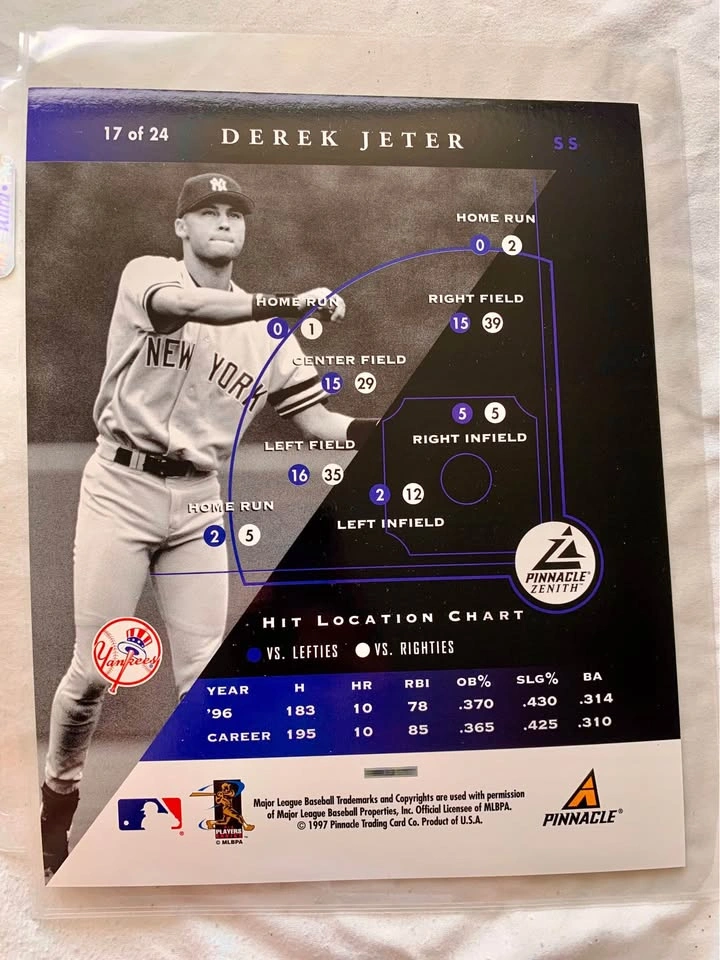 17 of 24 DEREK JETER SS
HOME RUN
0 2
HOME RUN
0 1
RIGHT FIELD
15 39
CENTER FIELD
15 29
5 5
RIGHT INFIELD
LEFT FIELD
16 35
2 12
LEFT INFIELD
HOME RUN
2 5
NY
NEW YORK
PINNACLE®
ZENITH™
HIT LOCATION CHART
VS. LEFTIES VS. RIGHTIES
Yankees
YEAR H HR RBI OB% SLG% BA
'96 183 10 78 .370 .430 .314
CAREER 195 10 85 .365 .425 .310
Major League Baseball Trademarks and Copyrights are used with permission
of Major League Baseball Properties, Inc. Official Licensee of MLBPA.
© 1997 Pinnacle Trading Card Co. Product of U.S.A.
PLAYERS
© MLBPA
PINNACLE®